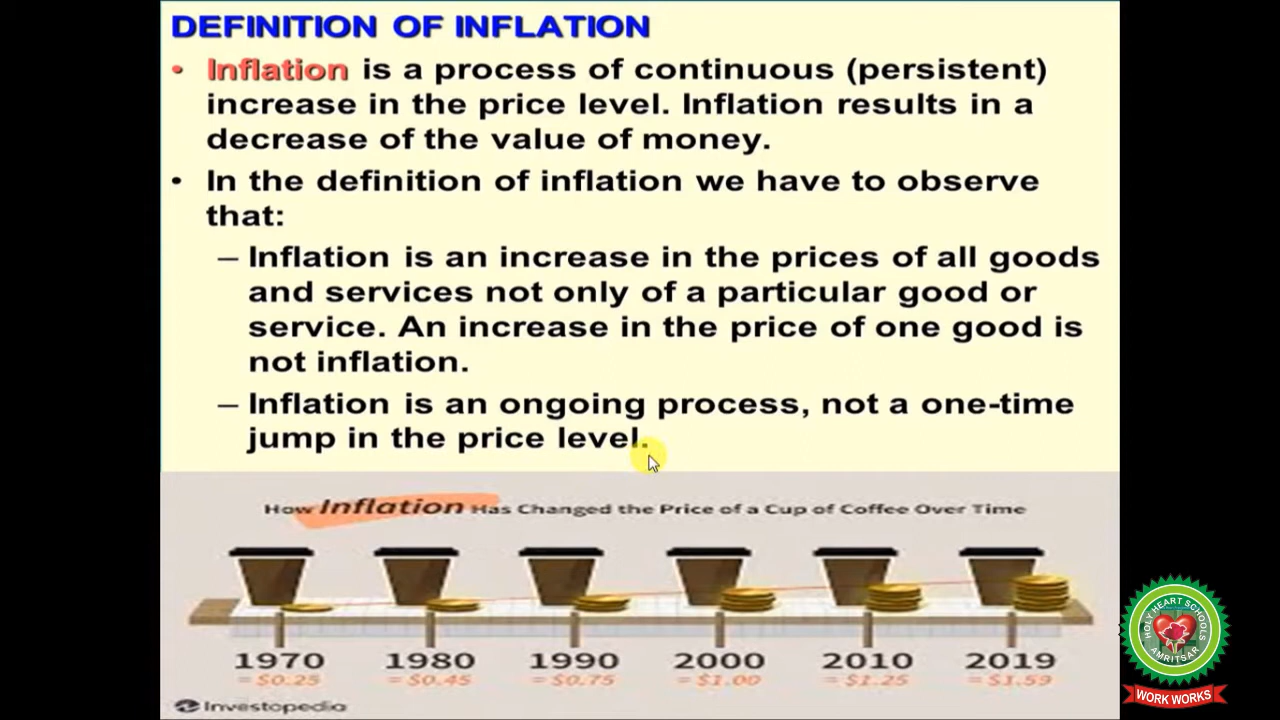 DEFINITION OF INFLATION
• Inflation is a process of continuous (persistent)
increase in the price level. Inflation results in a
decrease of the value of money.
• In the definition of inflation we have to observe
that:
– Inflation is an increase in the prices of all goods
and services not only of a particular good or
service. An increase in the price of one good is
not inflation.
– Inflation is an ongoing process, not a one-time
jump in the price level.
How Inflation Has Changed the Price of a Cup of Coffee Over Time
1970 1980 1990 2000 2010 2019
= $0.25 = $0.45 = $0.75 = $1.00 = $1.25 = $1.59
Investopedia
HOLY HEART SCHOOLS
AMRITSAR
WORK WORKS